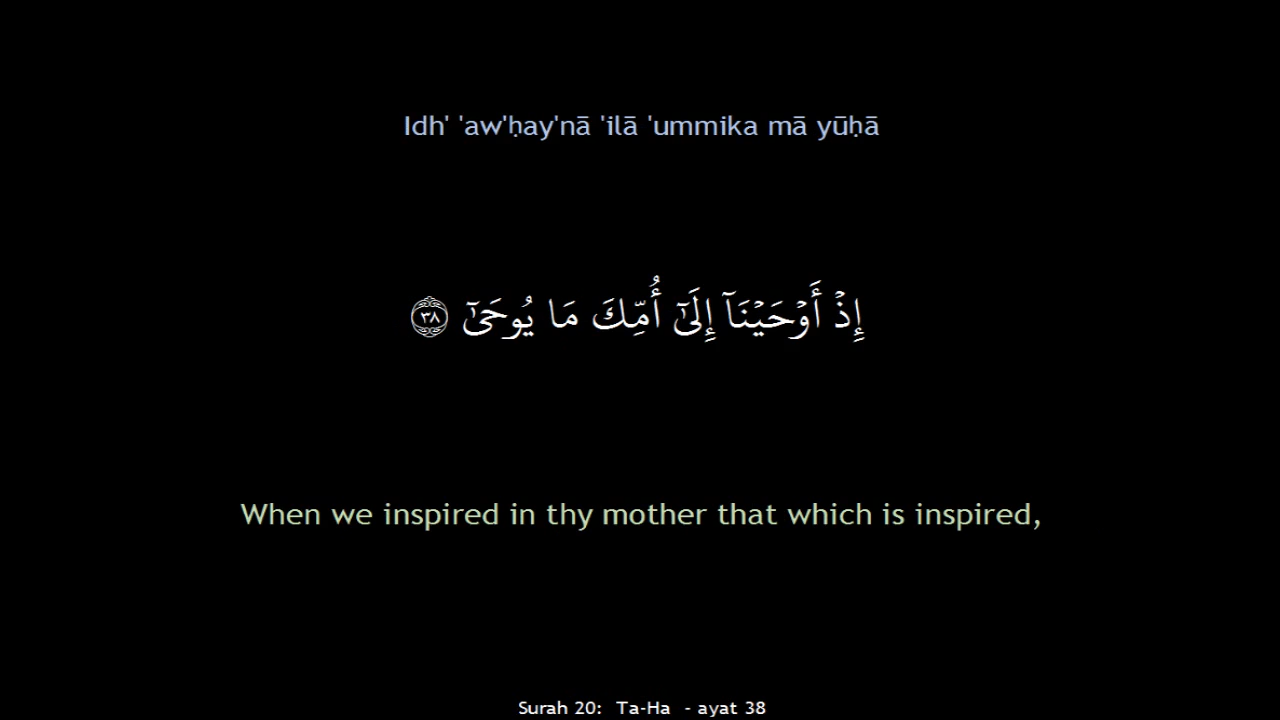 Idh' 'aw'ḥay'nā 'ilā 'ummika mā yūḥā
إِذۡ أَوۡحَيۡنَآ إِلَىٰٓ أُمِّكَ مَا يُوحَىٰٓ ٣٨
When we inspired in thy mother that which is inspired,
Surah 20: Ta-Ha - ayat 38